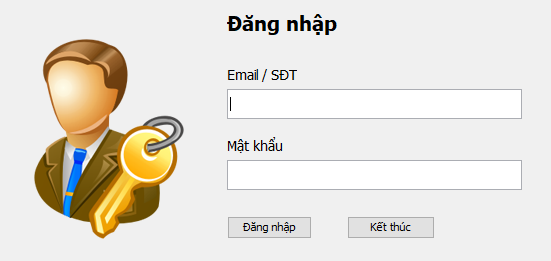 Đăng nhập
Email / SĐT
Mật khẩu
Đăng nhập Kết thúc